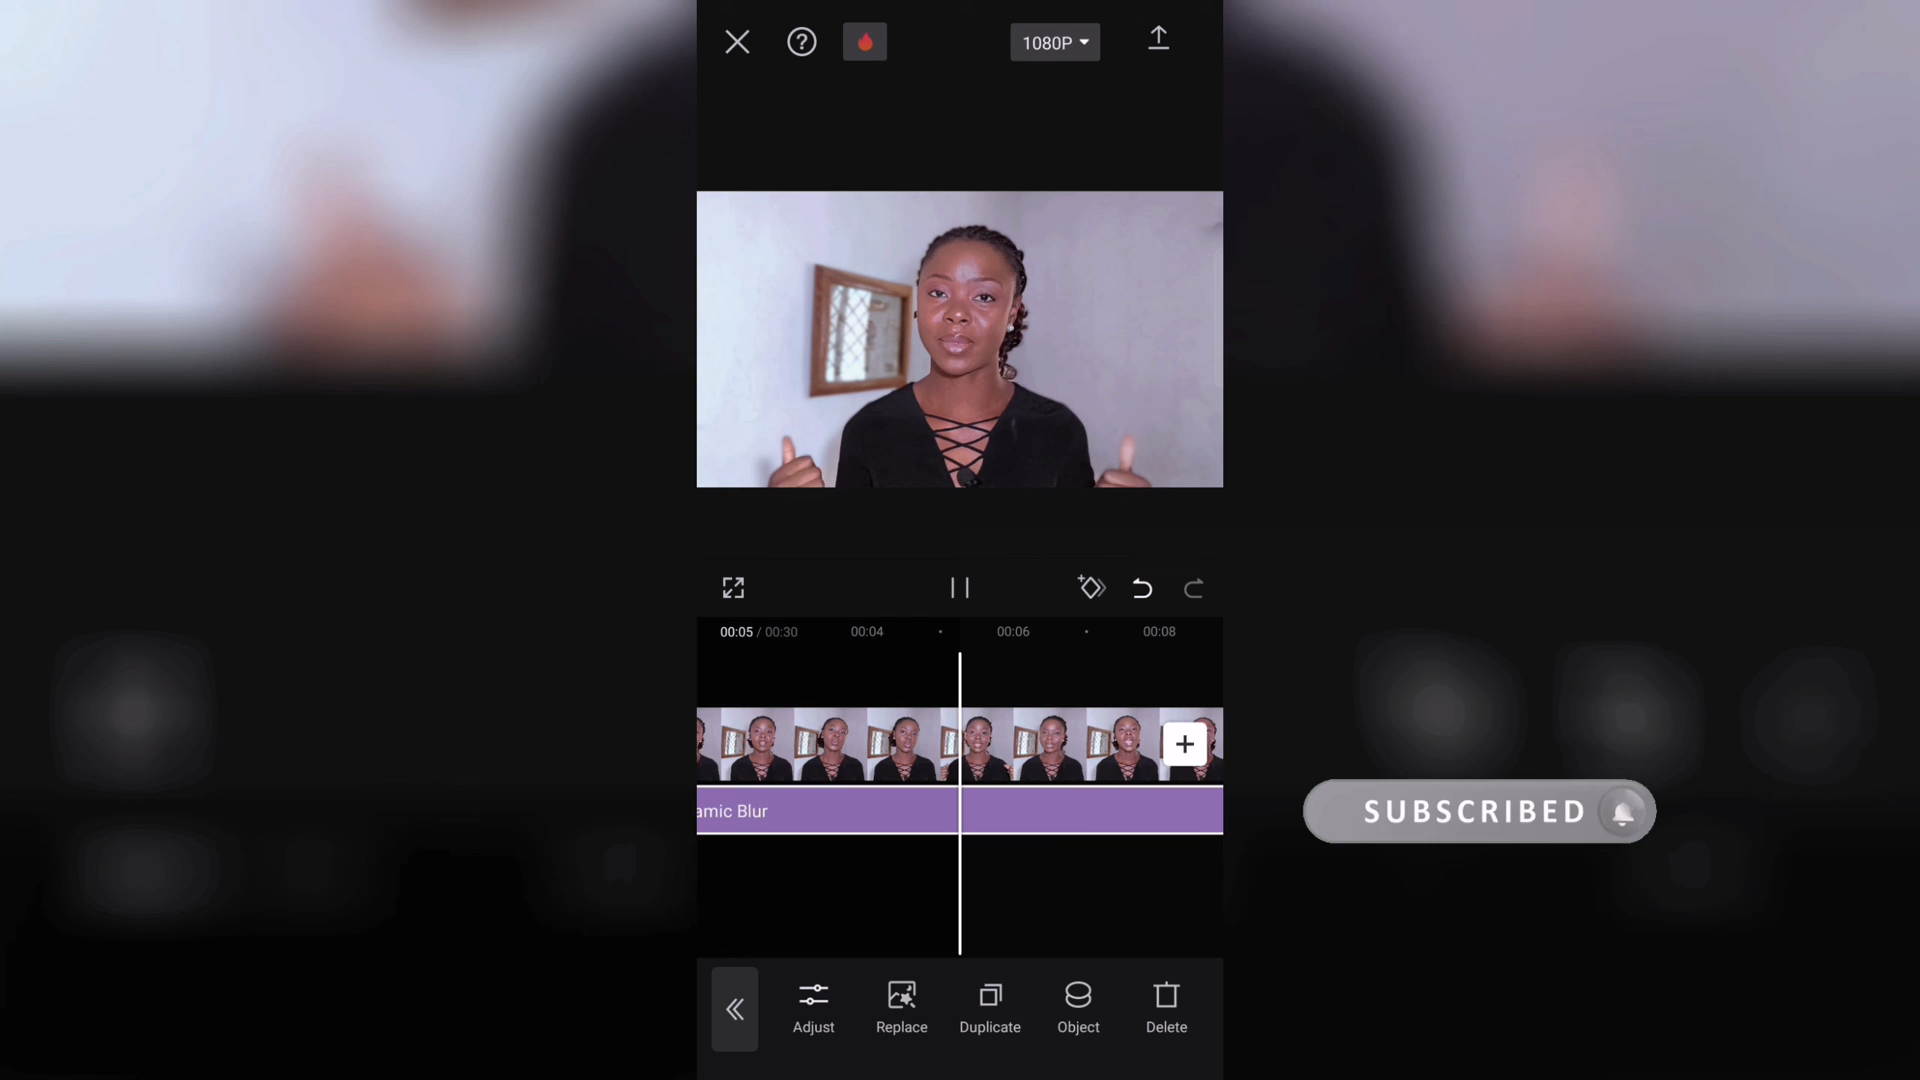 1080P
00:05 / 00:30 00:04 00:06 00:08
amic Blur
SUBSCRIBED
Adjust Replace Duplicate Object Delete